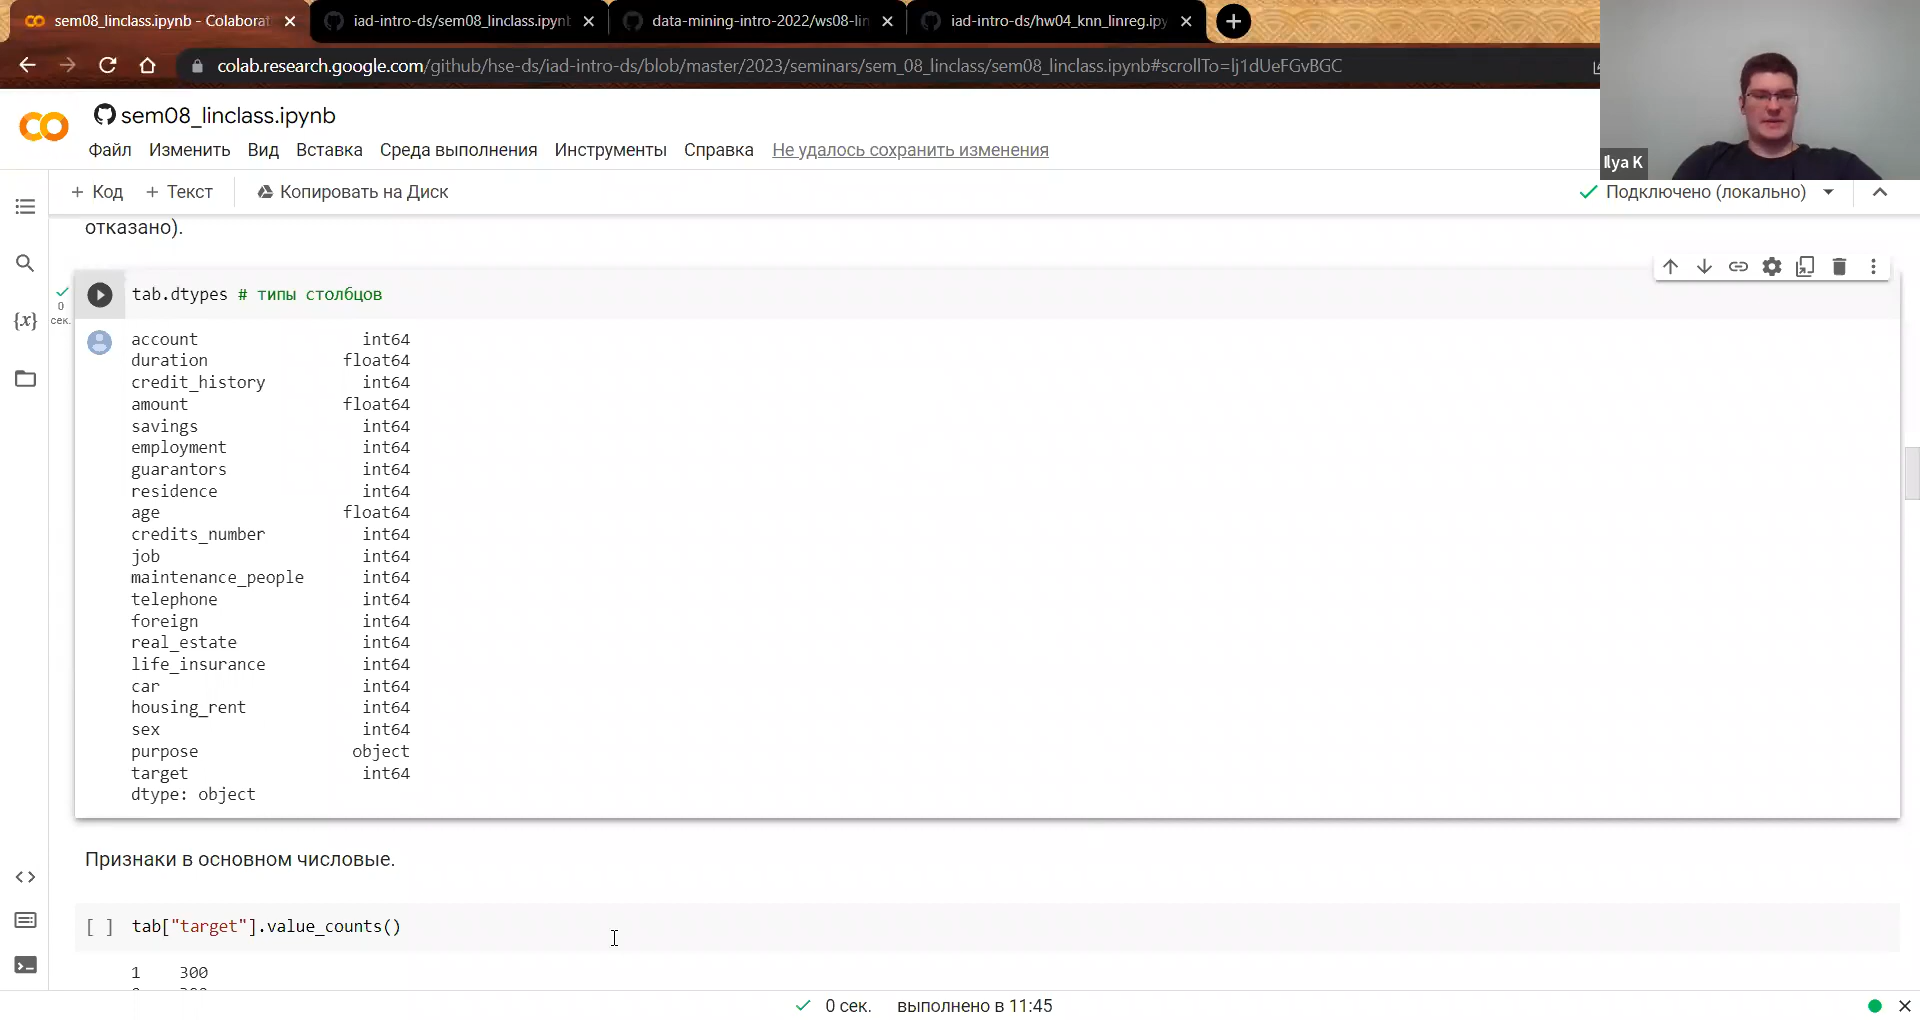 sem08_linclass.ipynb - Colaborat
iad-intro-ds/sem08_linclass.ipynt
data-mining-intro-2022/ws08-lin
iad-intro-ds/hw04_knn_linreg.ipy
colab.research.google.com/github/hse-ds/iad-intro-ds/blob/master/2023/seminars/sem_08_linclass/sem08_linclass.ipynb#scrollTo=lj1dUeFGvBGC
sem08_linclass.ipynb
Файл Изменить Вид Вставка Среда выполнения Инструменты Справка Не удалось сохранить изменения
Ilya K
+ Код + Текст Копировать на Диск
Подключено (локально)
отказано).
0
сек.
tab.dtypes # типы столбцов
account int64
duration float64
credit_history int64
amount float64
savings int64
employment int64
guarantors int64
residence int64
age float64
credits_number int64
job int64
maintenance_people int64
telephone int64
foreign int64
real_estate int64
life_insurance int64
car int64
housing_rent int64
sex int64
purpose object
target int64
dtype: object
Признаки в основном числовые.
[ ] tab["target"].value_counts()
1 300
0 сек. выполнено в 11:45